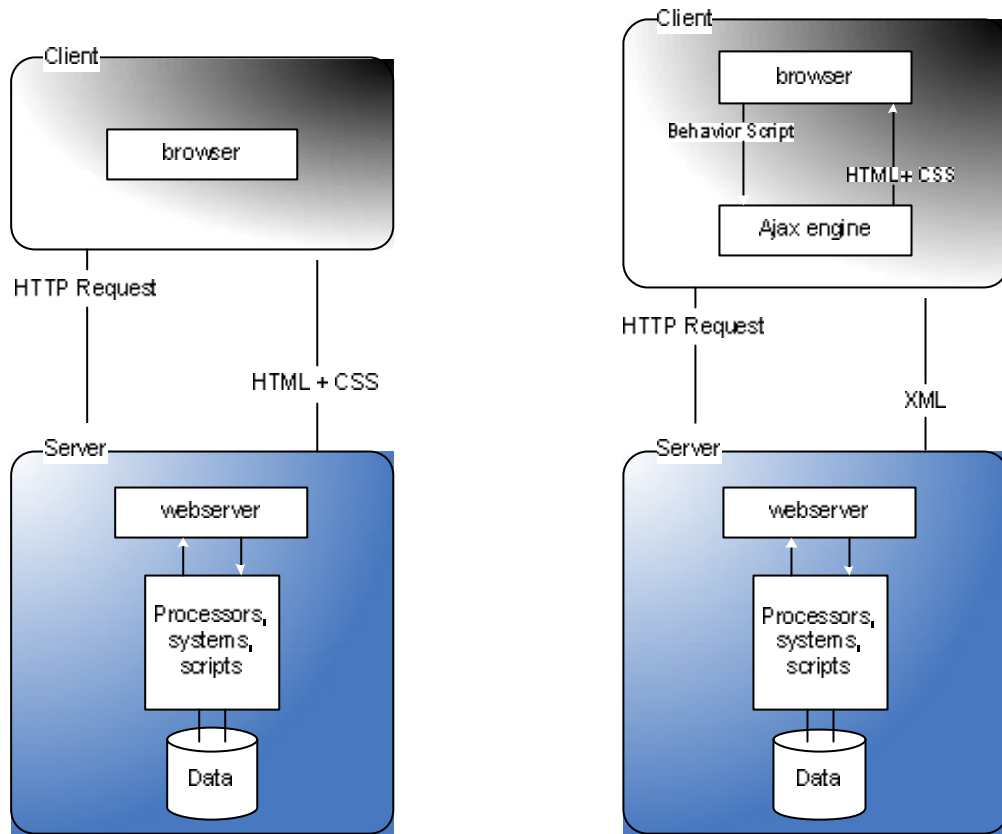 Client
browser
HTTP Request
HTML + CSS
Server
webserver
Processors,
systems,
scripts
Data
Client
browser
Behavior Script
HTML+ CSS
Ajax engine
HTTP Request
XML
Server
webserver
Processors,
systems,
scripts
Data